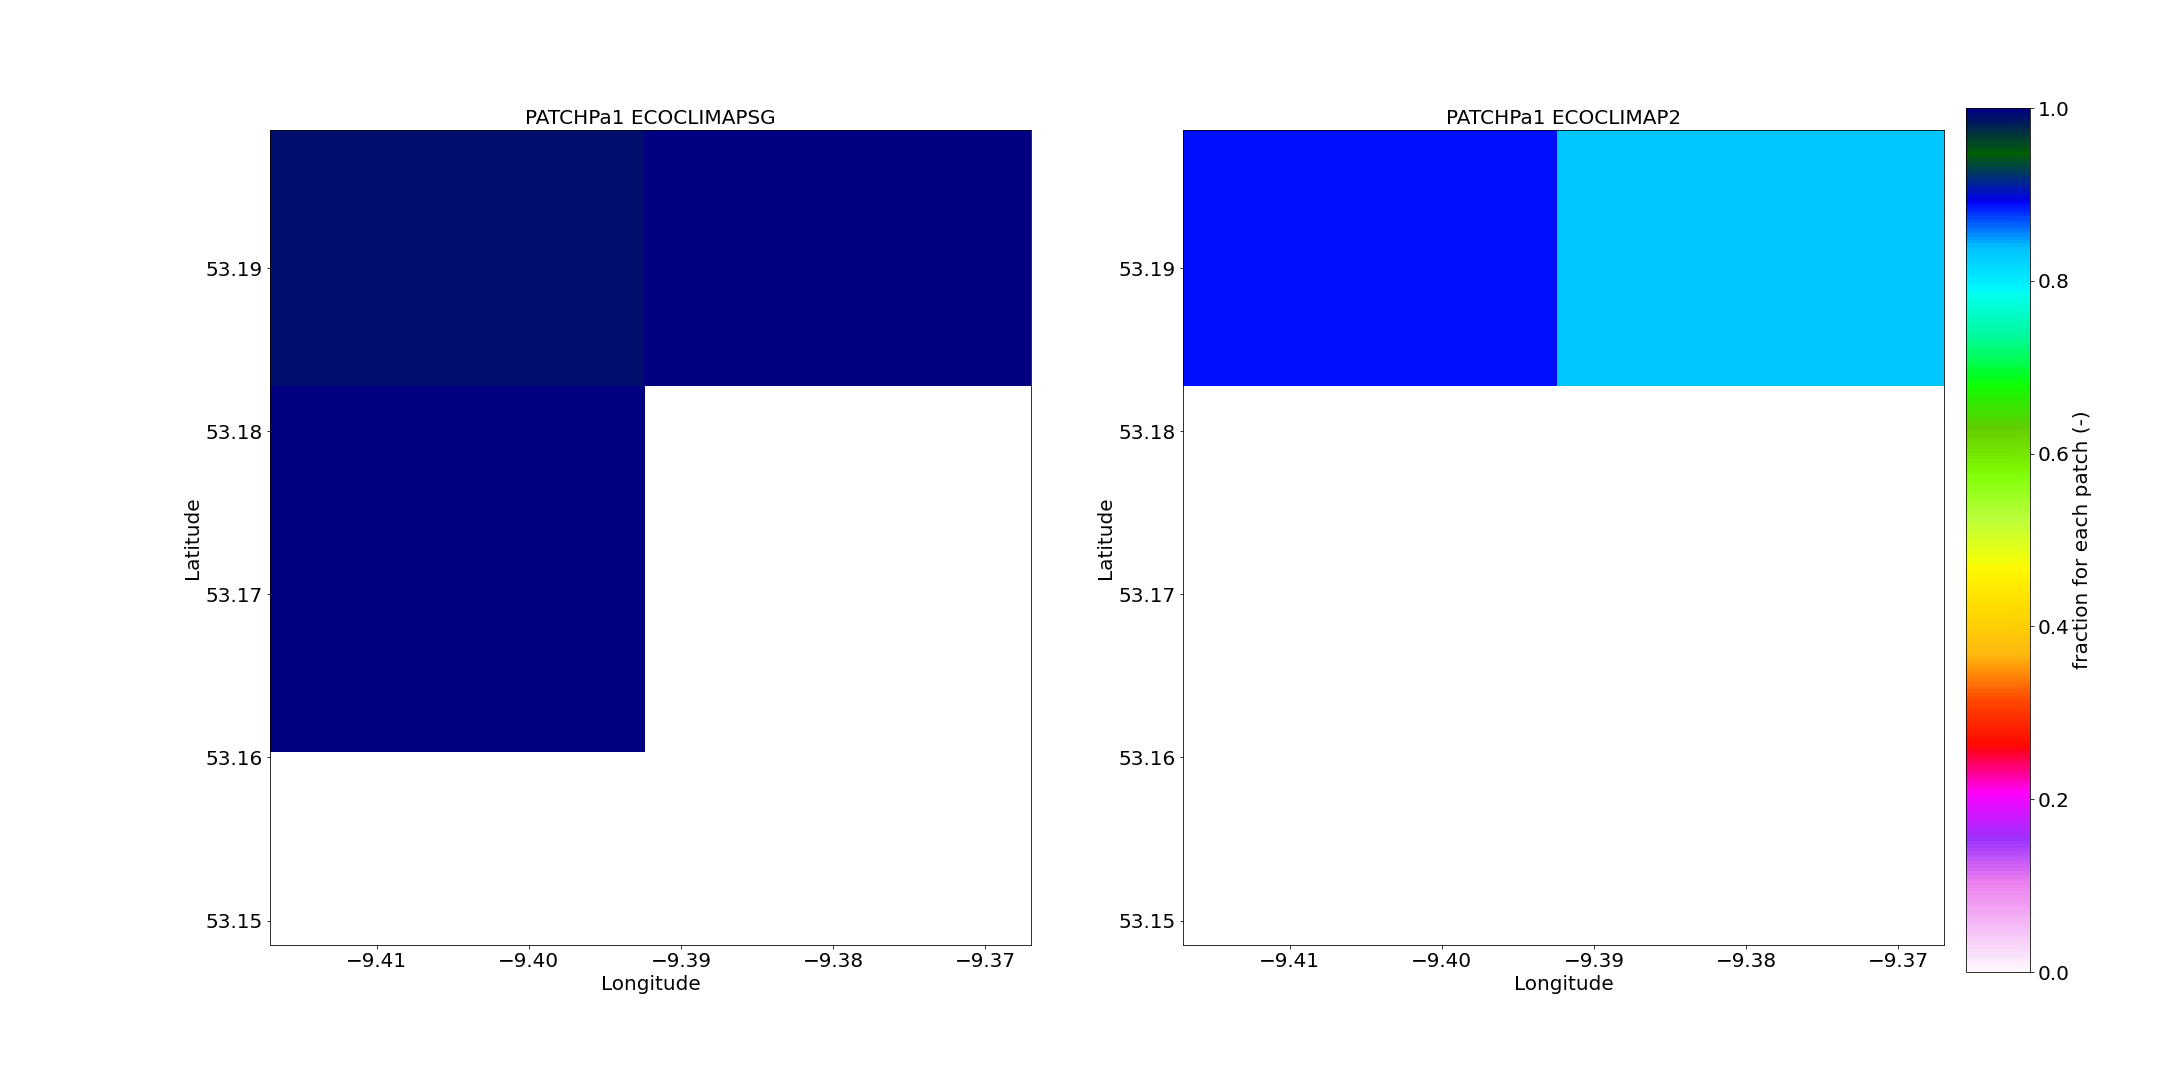 PATCHPa1 ECOCLIMAPSG
53.19
53.18
53.17
53.16
53.15
Latitude
−9.41 −9.40 −9.39 −9.38 −9.37
Longitude
PATCHPa1 ECOCLIMAP2
53.19
53.18
53.17
53.16
53.15
Latitude
−9.41 −9.40 −9.39 −9.38 −9.37
Longitude
1.0
0.8
0.6
0.4
0.2
0.0
fraction for each patch (-)